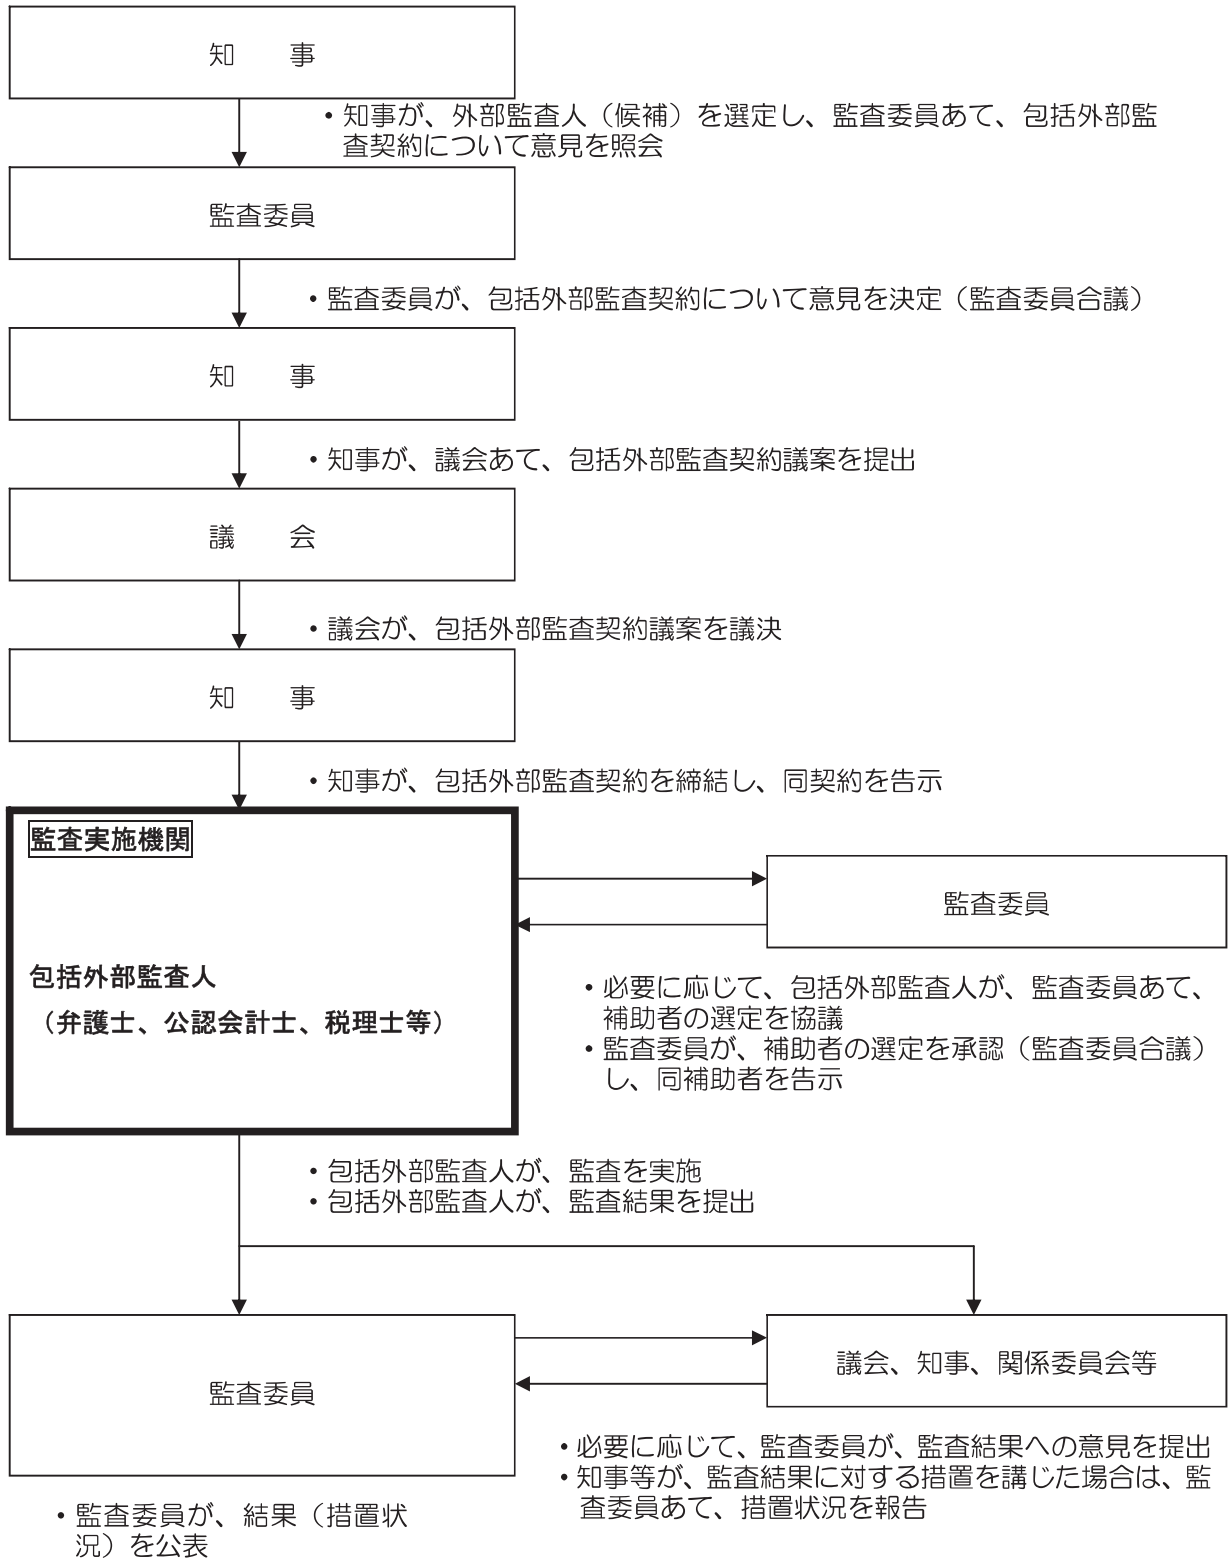 知　　事
・知事が、外部監査人（候補）を選定し、監査委員あて、包括外部監
査契約について意見を照会
監査委員
・監査委員が、包括外部監査契約について意見を決定（監査委員合議）
知　　事
・知事が、議会あて、包括外部監査契約議案を提出
議　　会
・議会が、包括外部監査契約議案を議決
知　　事
・知事が、包括外部監査契約を締結し、同契約を告示
監査実施機関
監査委員
包括外部監査人
（弁護士、公認会計士、税理士等）
・必要に応じて、包括外部監査人が、監査委員あて、
補助者の選定を協議
・監査委員が、補助者の選定を承認（監査委員合議）
し、同補助者を告示
・包括外部監査人が、監査を実施
・包括外部監査人が、監査結果を提出
監査委員
議会、知事、関係委員会等
・必要に応じて、監査委員が、監査結果への意見を提出
・知事等が、監査結果に対する措置を講じた場合は、監
査委員あて、措置状況を報告
・監査委員が、結果（措置状
況）を公表